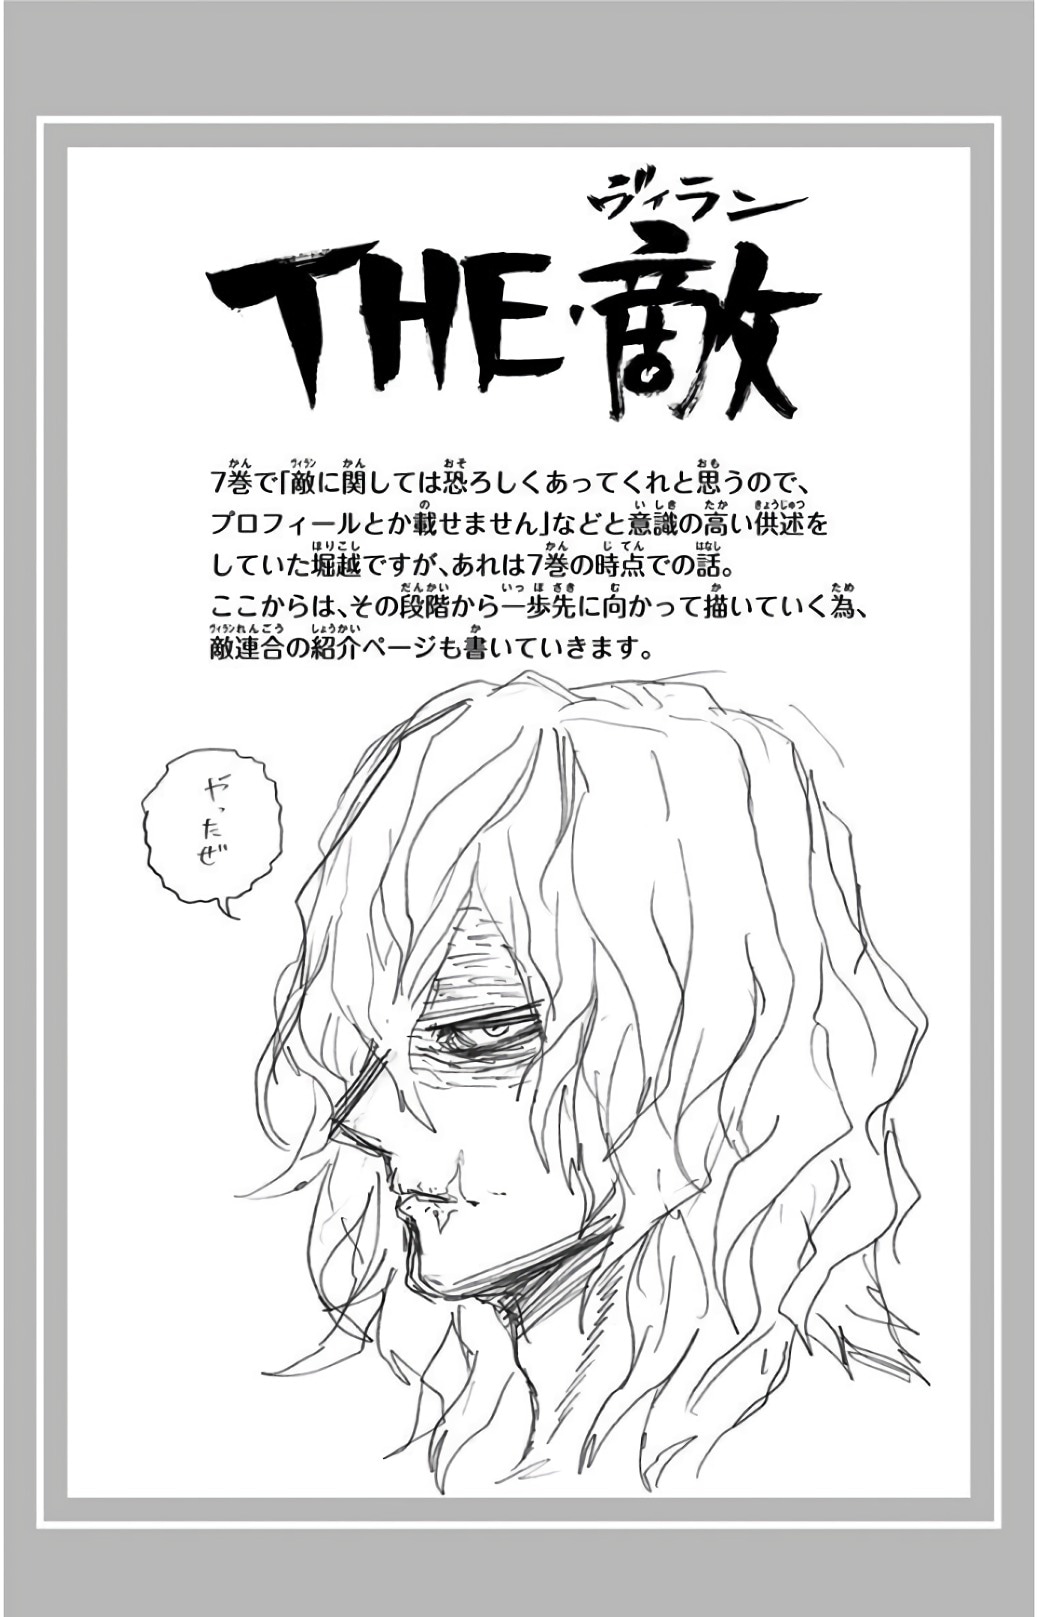 THE・敵
ヴィラン
7巻で「敵に関しては恐ろしくあってくれと思うので、
プロフィールとか載せません」などと意識の高い供述を
していた堀越ですが、あれは7巻の時点での話。
ここからは、その段階から一歩先に向かって描いていく為、
敵連合の紹介ページも書いていきます。
やったぜ